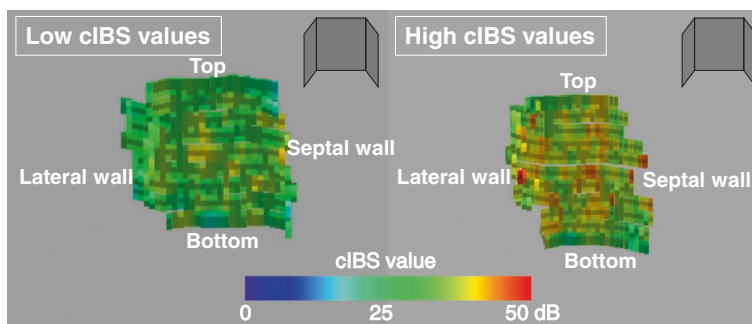 Low cIBS values
Top
Septal wall
Lateral wall
Bottom
High cIBS values
Top
Lateral wall
Septal wall
Bottom
cIBS value
0 25 50 dB